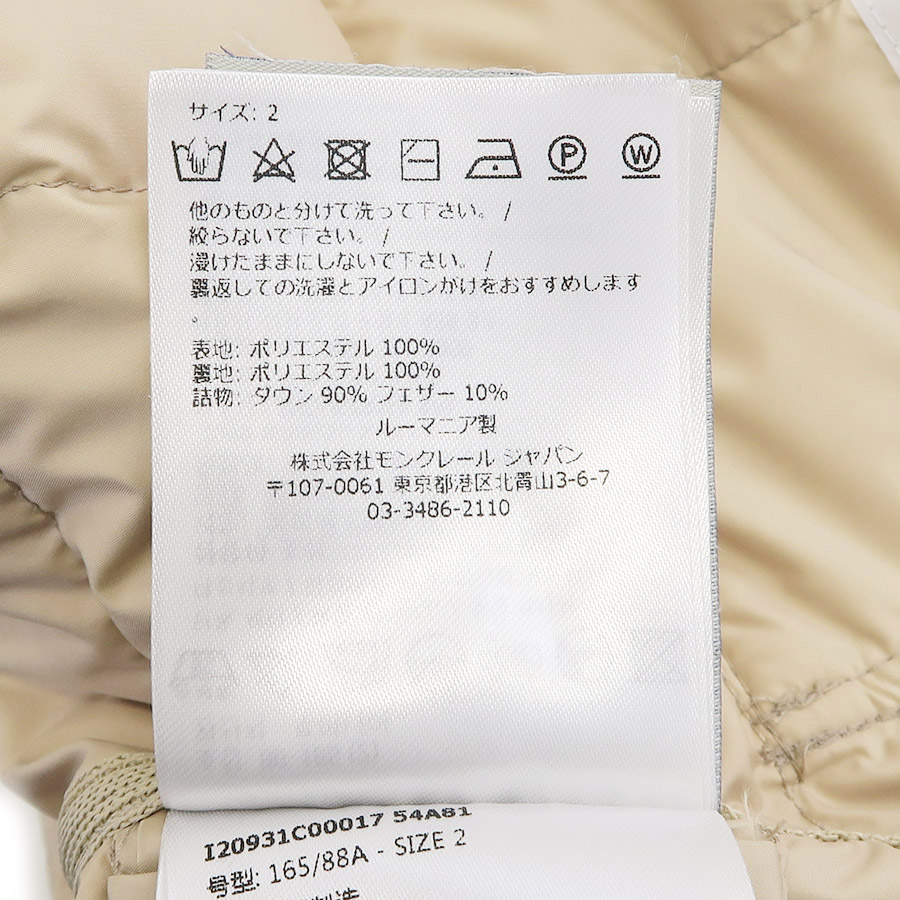 サイズ: 2
P W
他のものと分けて洗って下さい。/
絞らないで下さい。/
浸けたままにしないで下さい。/
裏返しての洗濯とアイロンがけをおすすめします
。
表地: ポリエステル 100%
裏地: ポリエステル 100%
詰物: ダウン 90% フェザー 10%
ルーマニア製
株式会社モンクレール ジャパン
〒107-0061 東京都港区北青山3-6-7
03-3486-2110
I20931C00017 54A81
号型: 165/88A - SIZE 2